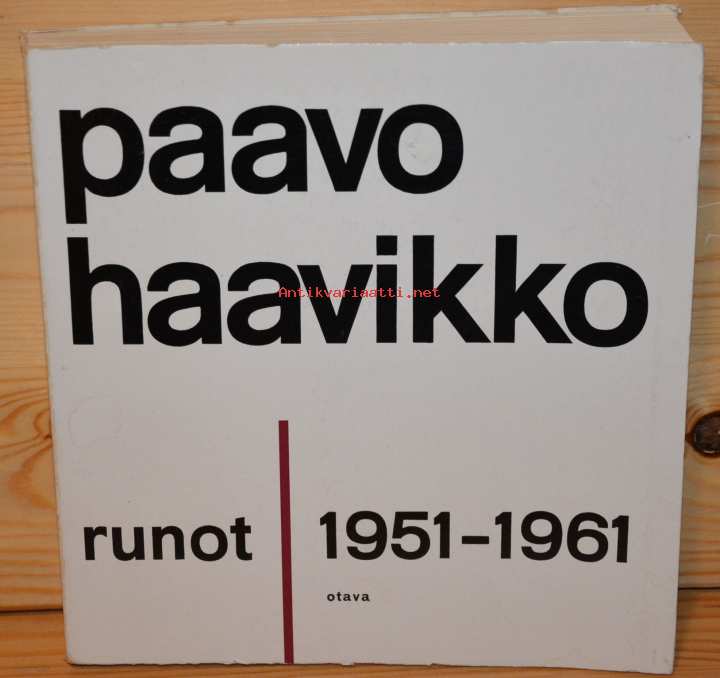 paavo
haavikko
Antikvariaatti.net
runot 1951-1961
otava